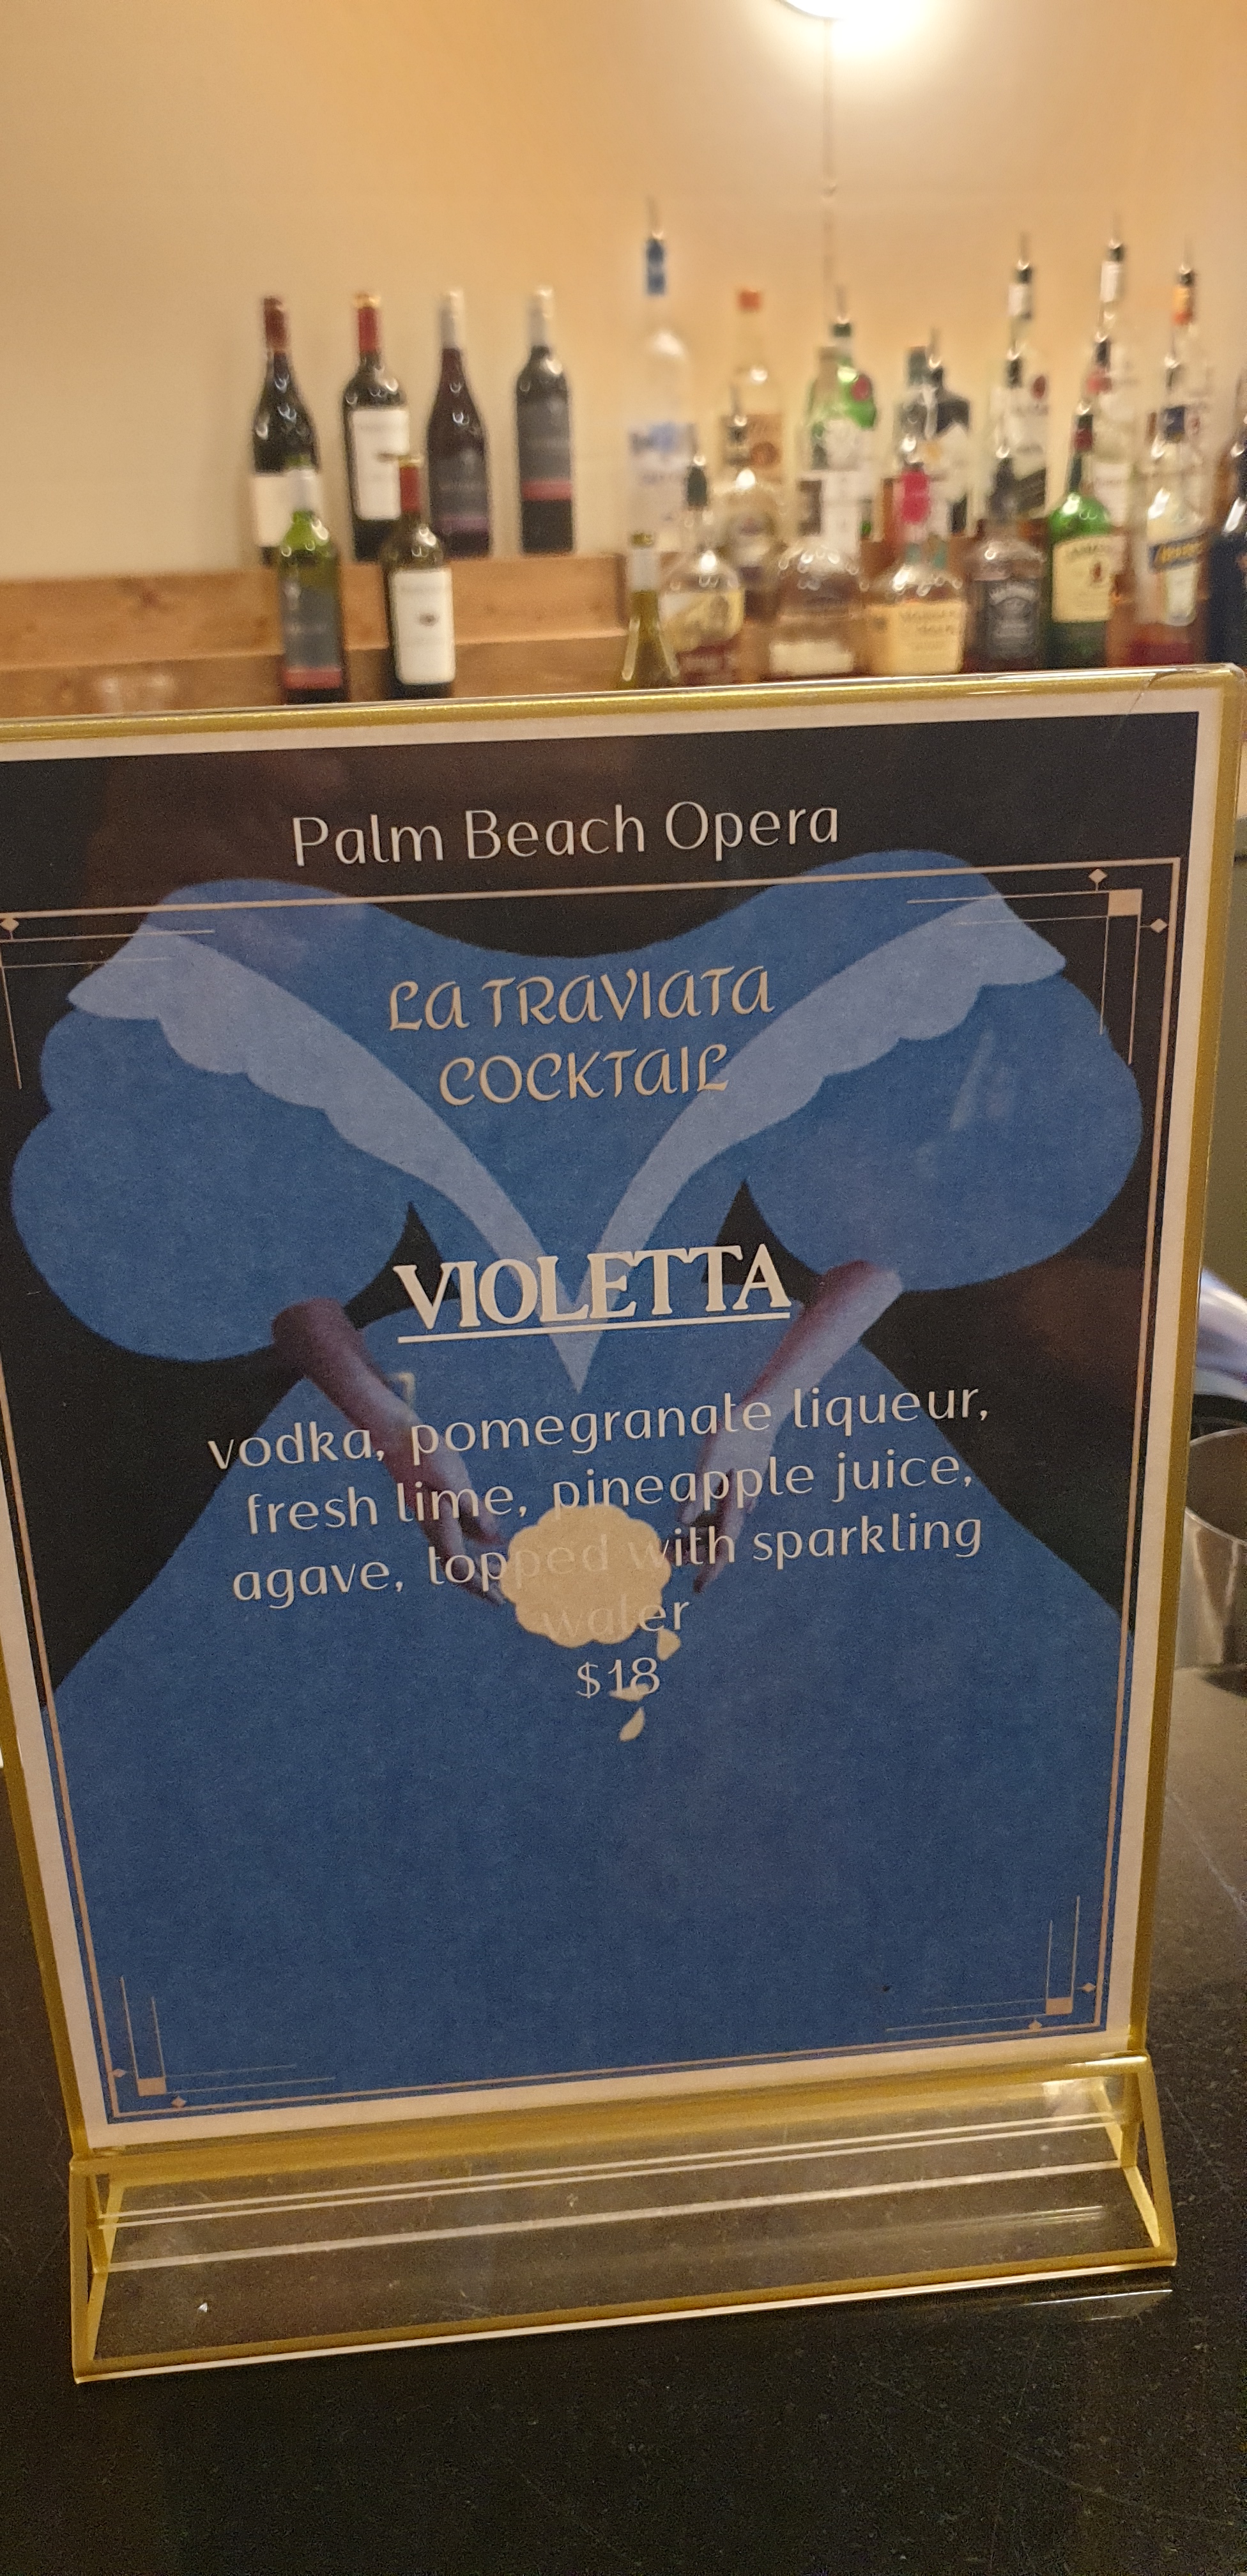 Palm Beach Opera
LA TRAVIATA
COCKTAIL
VIOLETTA
vodka, pomegranate liqueur,
fresh lime, pineapple juice,
agave, topped with sparkling
water
$18